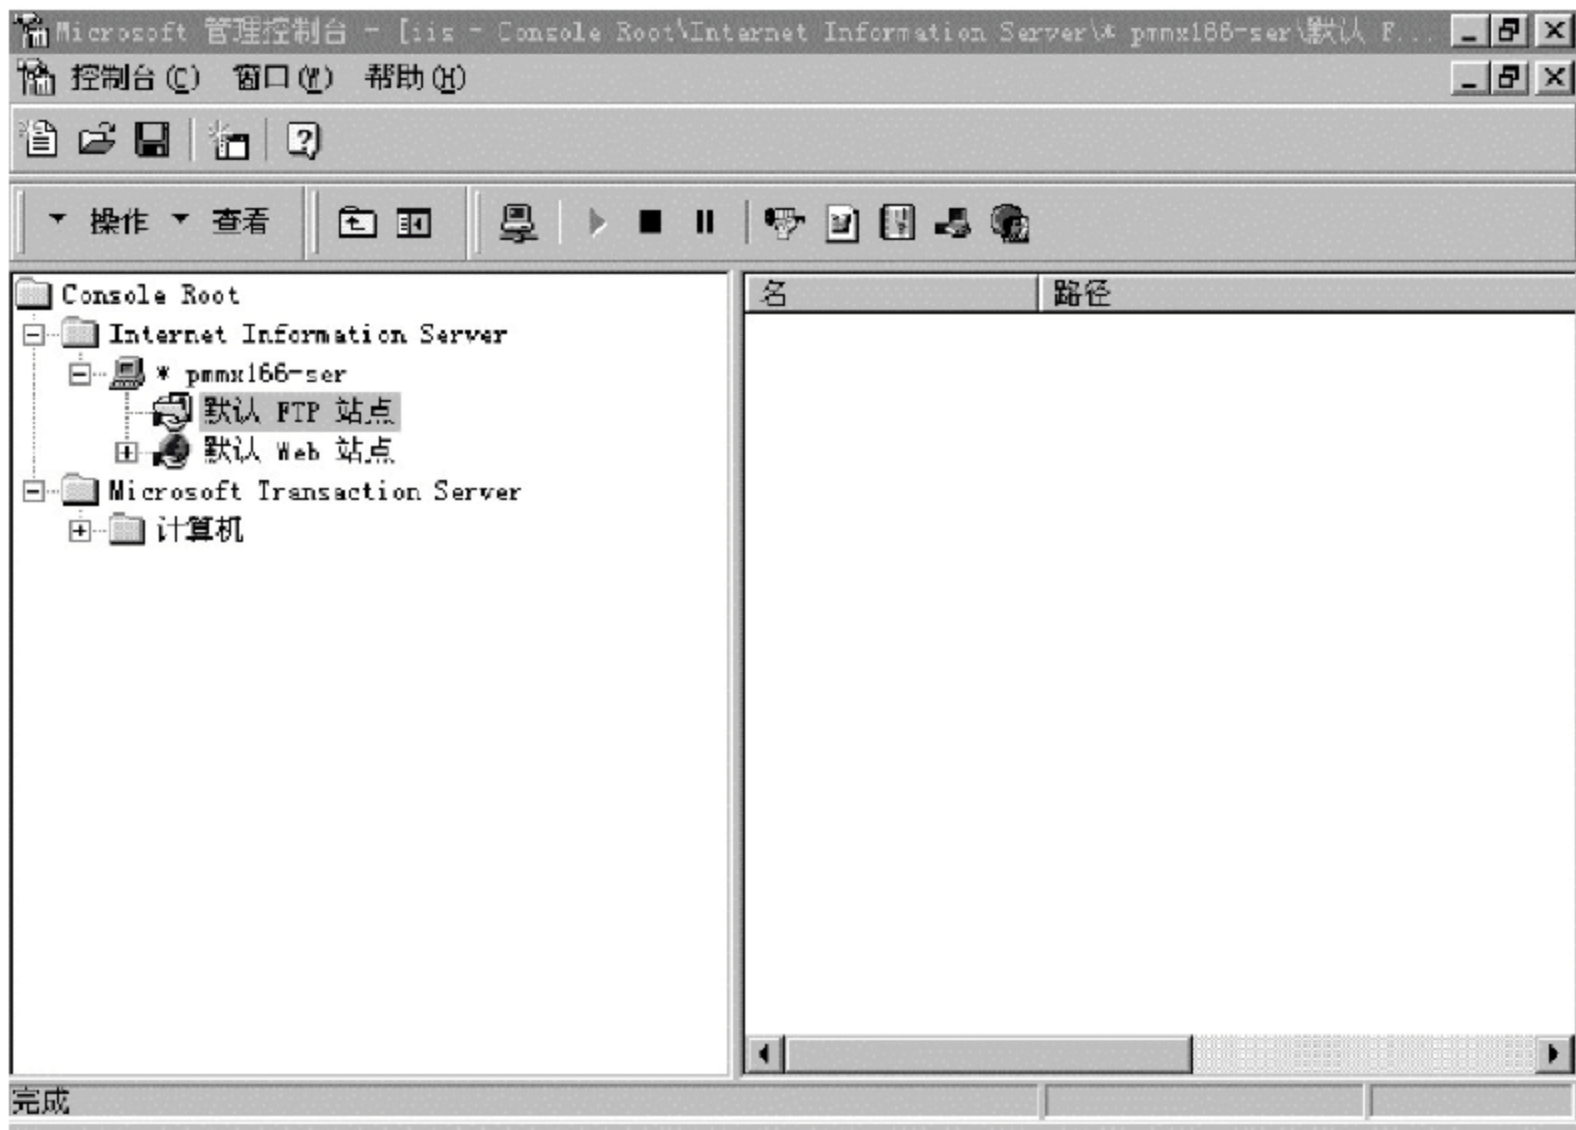 Microsoft 管理控制台 - [iis - Console Root\Internet Information Server\* pmmx166-ser\默认 F...
控制台(C) 窗口(W) 帮助(H)
操作 查看
Console Root
名 路径
Internet Information Server
* pmmx166-ser
默认 FTP 站点
默认 Web 站点
Microsoft Transaction Server
计算机
完成